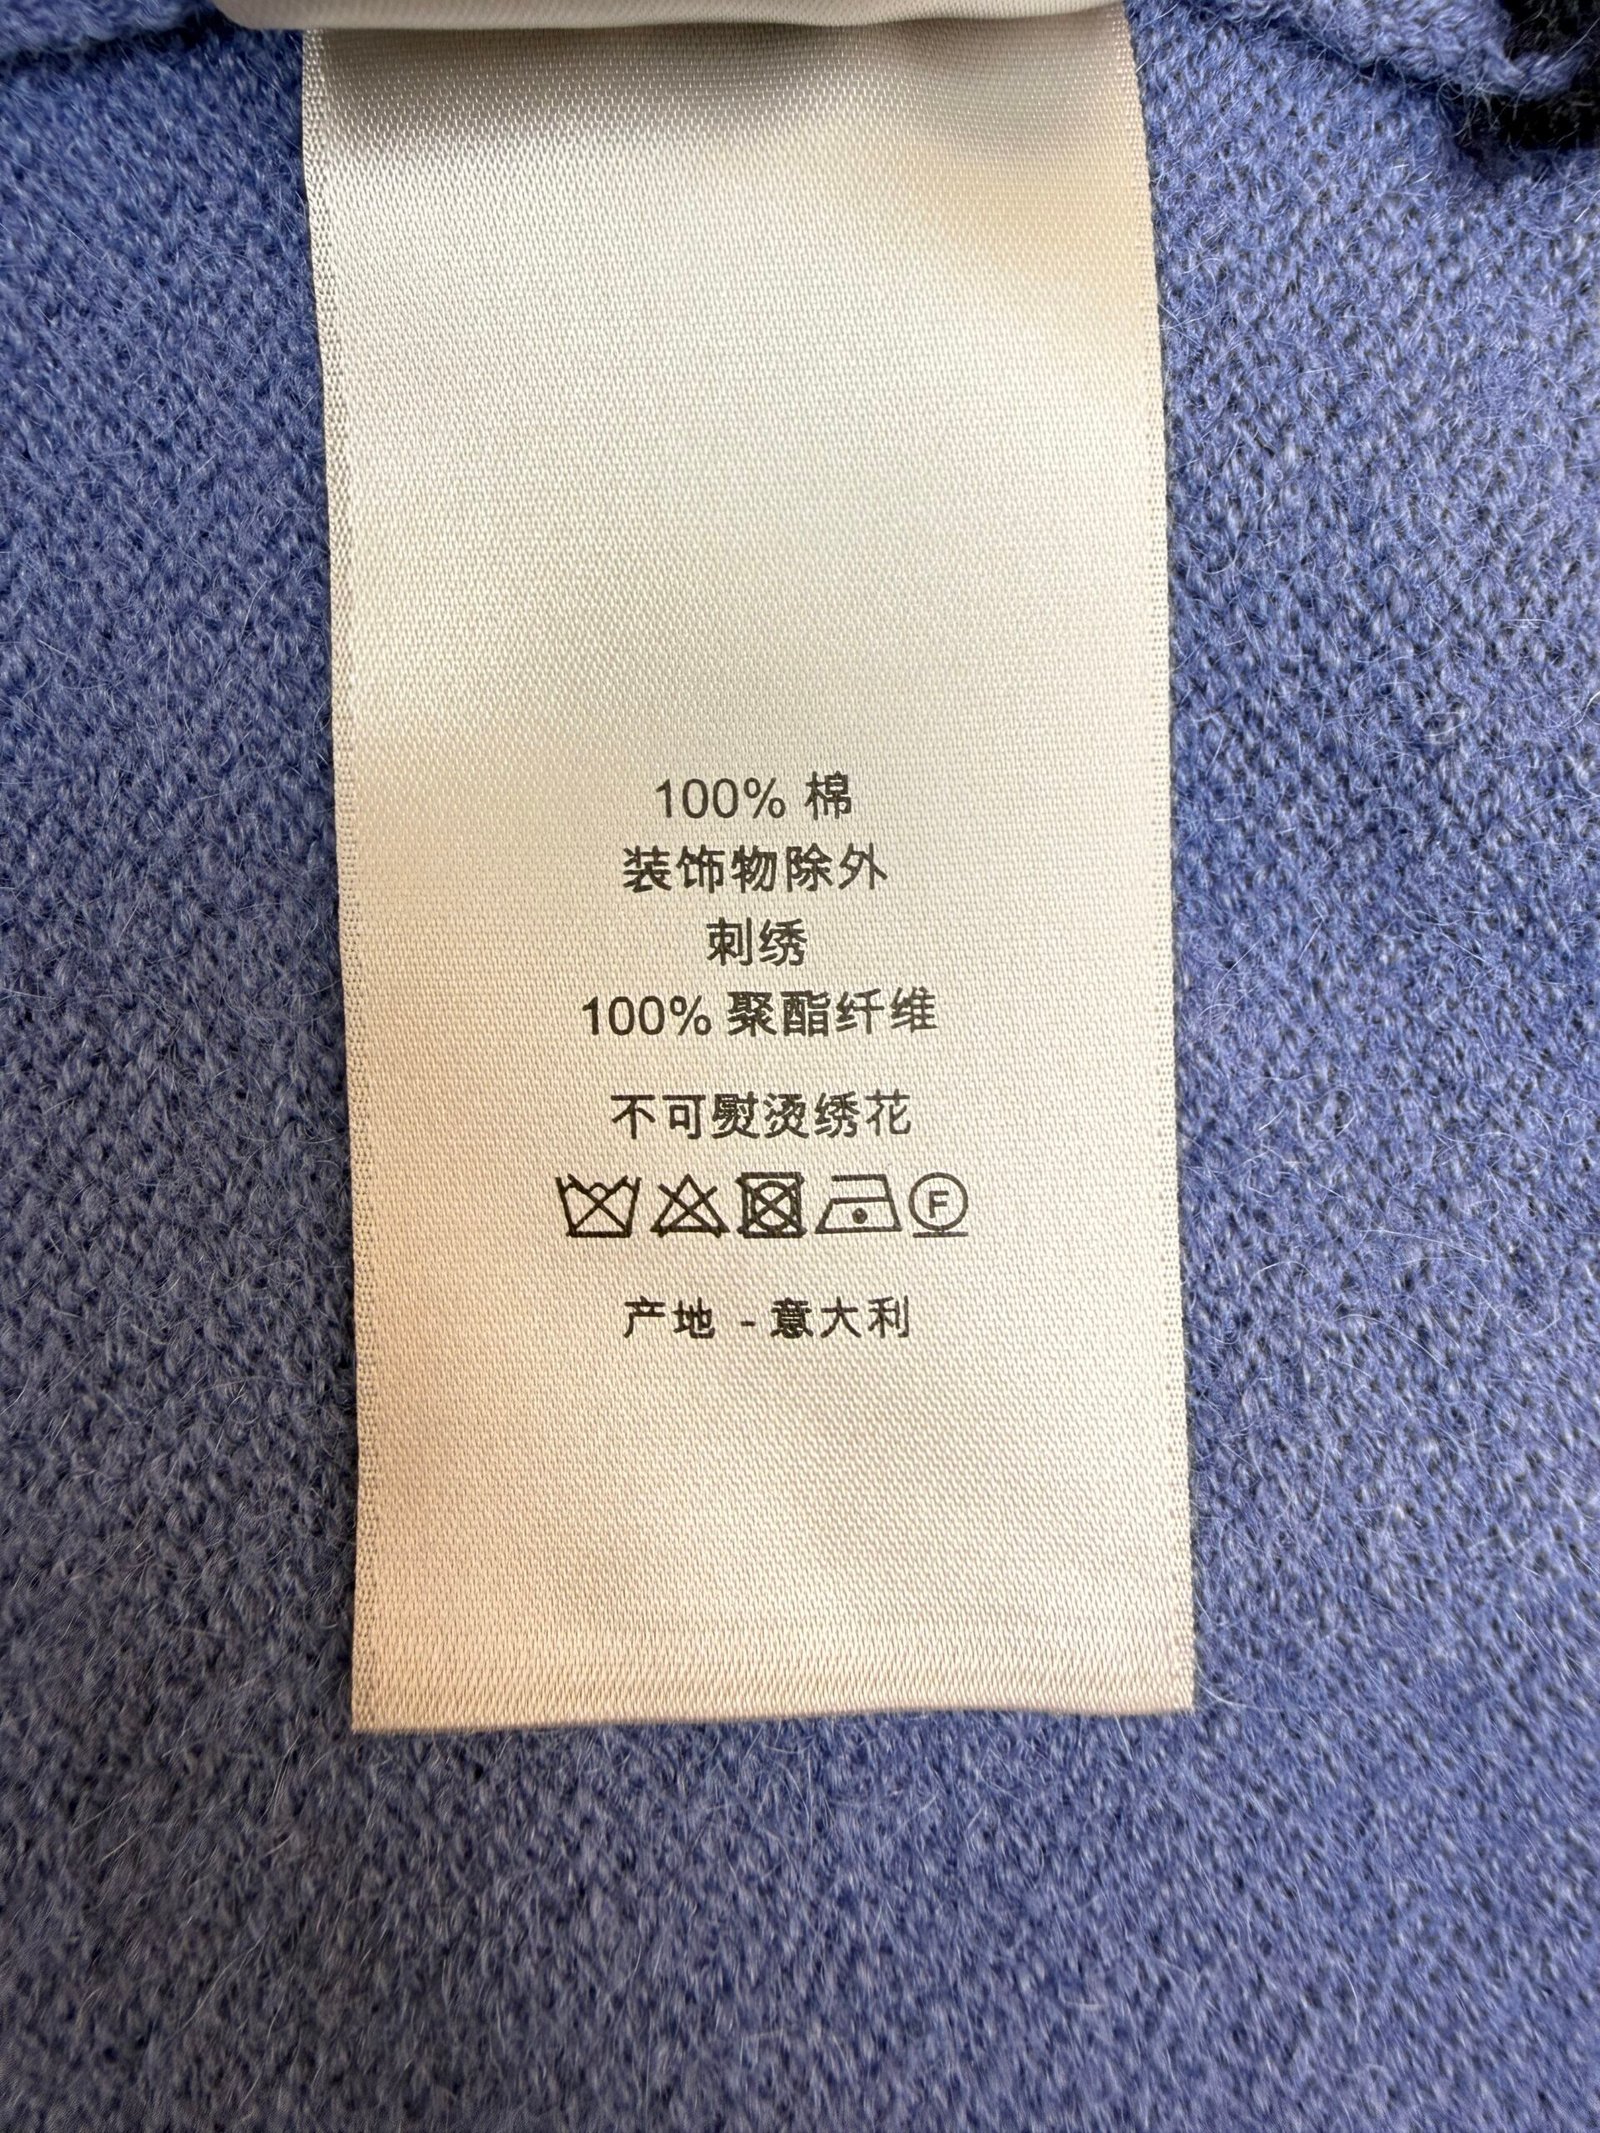 100% 棉
装饰物除外
刺绣
100% 聚酯纤维
不可熨烫绣花
F
产地 - 意大利